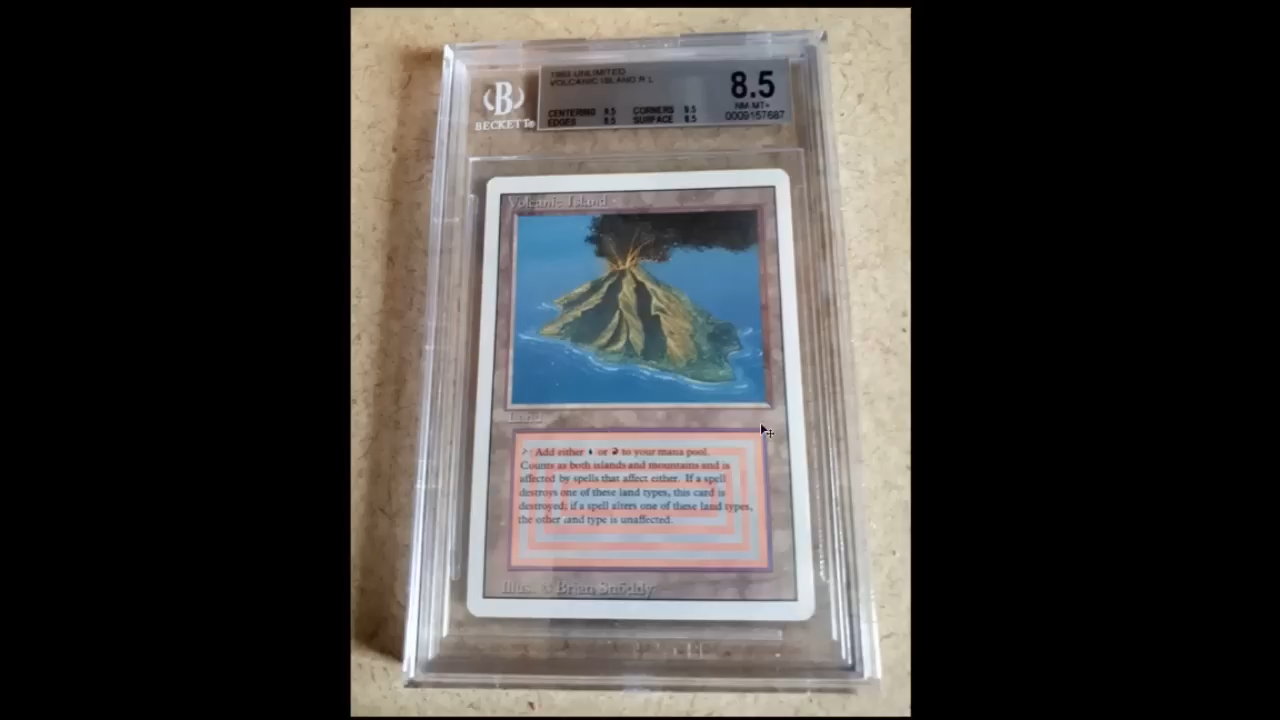 1993 UNLIMITED
VOLCANIC ISLAND R L
8.5
NM-MT+
CENTERING 9.5 CORNERS 9.5
EDGES 8.5 SURFACE 8.5
0009157687
B
BECKETT®
Volcanic Island
Land
: Add either or to your mana pool.
Counts as both islands and mountains and is
affected by spells that affect either. If a spell
destroys one of these land types, this card is
destroyed; if a spell alters one of these land types,
the other land type is unaffected.
Illus. © Brian Snoddy